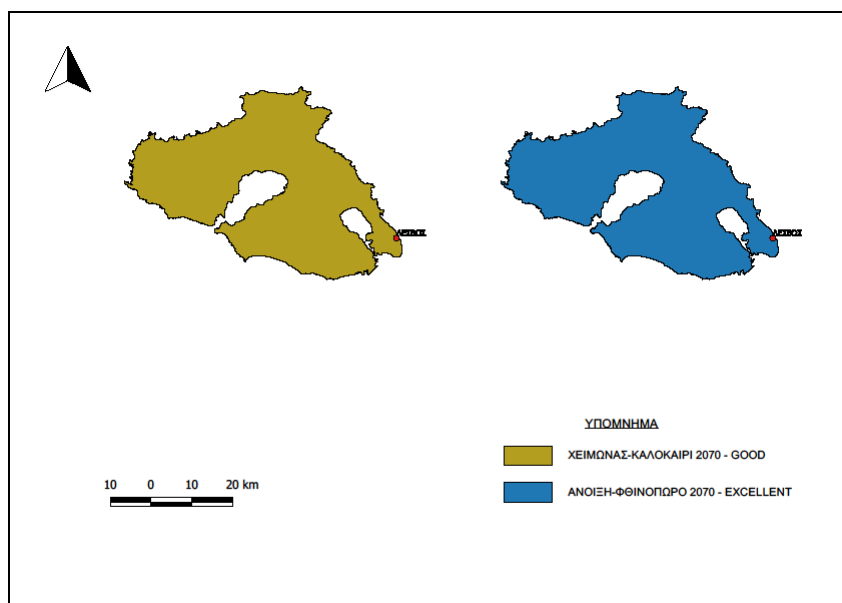 ΛΕΣΒΟΣ ΛΕΣΒΟΣ
ΥΠΟΜΝΗΜΑ
ΧΕΙΜΩΝΑΣ-ΚΑΛΟΚΑΙΡΙ 2070 - GOOD
10 0 10 20 km
ΑΝΟΙΞΗ-ΦΘΙΝΟΠΩΡΟ 2070 - EXCELLENT